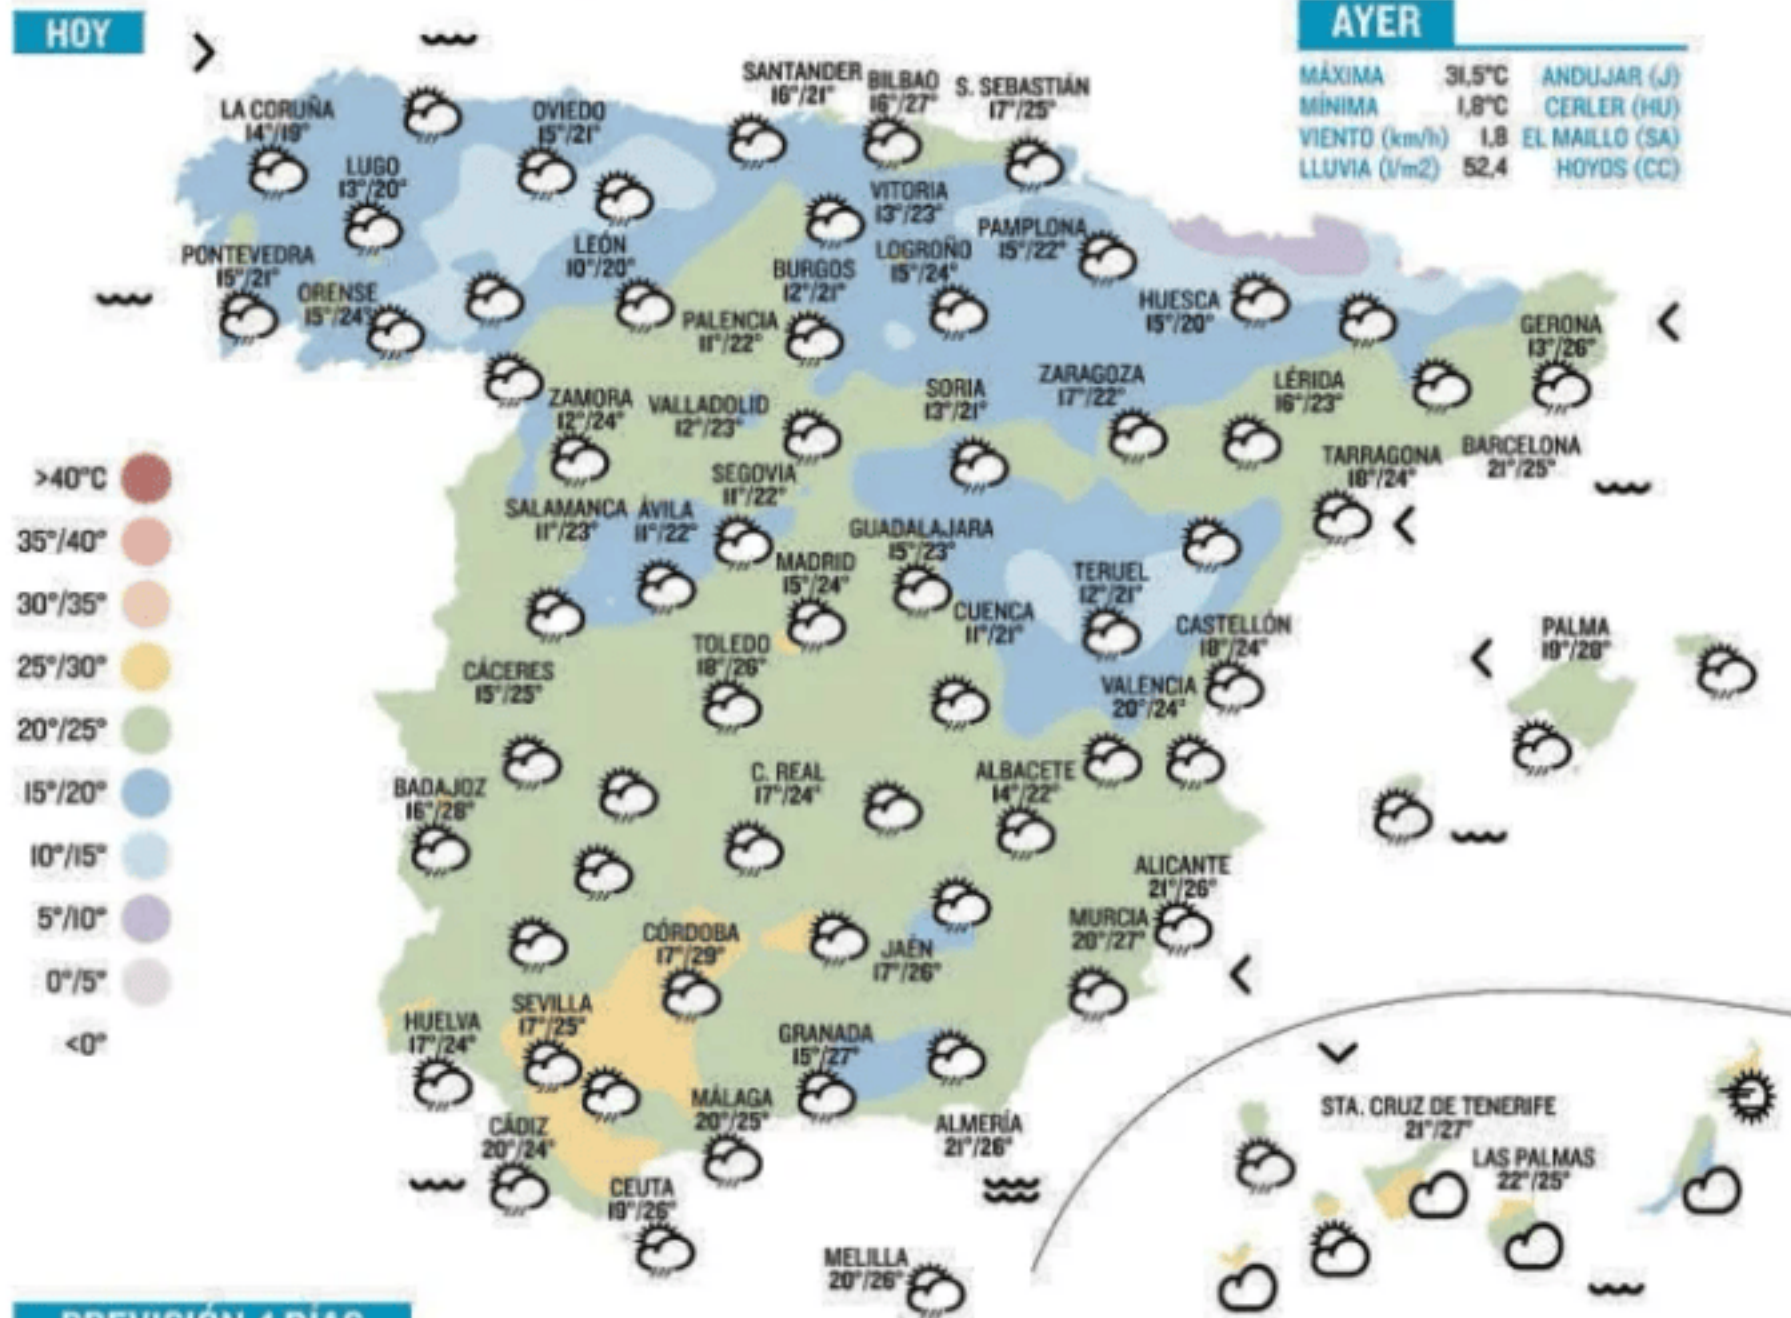 HOY
AYER
MÁXIMA 31,5°C ANDUJAR (J)
MÍNIMA 1,8°C CERLER (HU)
VIENTO (km/h) 1,8 EL MAILLO (SA)
LLUVIA (l/m2) 52,4 HOYOS (CC)
SANTANDER
16°/21°
BILBAO
16°/27°
S. SEBASTIÁN
17°/25°
LA CORUÑA
14°/19°
OVIEDO
15°/21°
LUGO
13°/20°
VITORIA
13°/23°
PAMPLONA
15°/22°
PONTEVEDRA
15°/21°
LEÓN
10°/20°
LOGROÑO
15°/24°
BURGOS
12°/21°
ORENSE
15°/24°
HUESCA
15°/20°
PALENCIA
11°/22°
GERONA
13°/26°
ZAMORA
12°/24°
VALLADOLID
12°/23°
SORIA
13°/21°
ZARAGOZA
17°/22°
LÉRIDA
16°/23°
SEGOVIA
11°/22°
TARRAGONA
18°/24°
BARCELONA
21°/25°
SALAMANCA
11°/23°
ÁVILA
11°/22°
GUADALAJARA
15°/23°
MADRID
15°/24°
TERUEL
12°/21°
CUENCA
11°/21°
CASTELLÓN
18°/24°
PALMA
19°/28°
TOLEDO
18°/26°
CÁCERES
15°/25°
VALENCIA
20°/24°
BADAJOZ
16°/28°
C. REAL
17°/24°
ALBACETE
14°/22°
ALICANTE
21°/26°
MURCIA
20°/27°
CÓRDOBA
17°/29°
JAÉN
17°/26°
SEVILLA
17°/25°
HUELVA
17°/24°
GRANADA
15°/27°
MÁLAGA
20°/25°
CÁDIZ
20°/24°
ALMERÍA
21°/26°
CEUTA
19°/26°
MELILLA
20°/26°
STA. CRUZ DE TENERIFE
21°/27°
LAS PALMAS
22°/25°
>40°C
35°/40°
30°/35°
25°/30°
20°/25°
15°/20°
10°/15°
5°/10°
0°/5°
<0°
PREVISIÓN 4 DÍAS